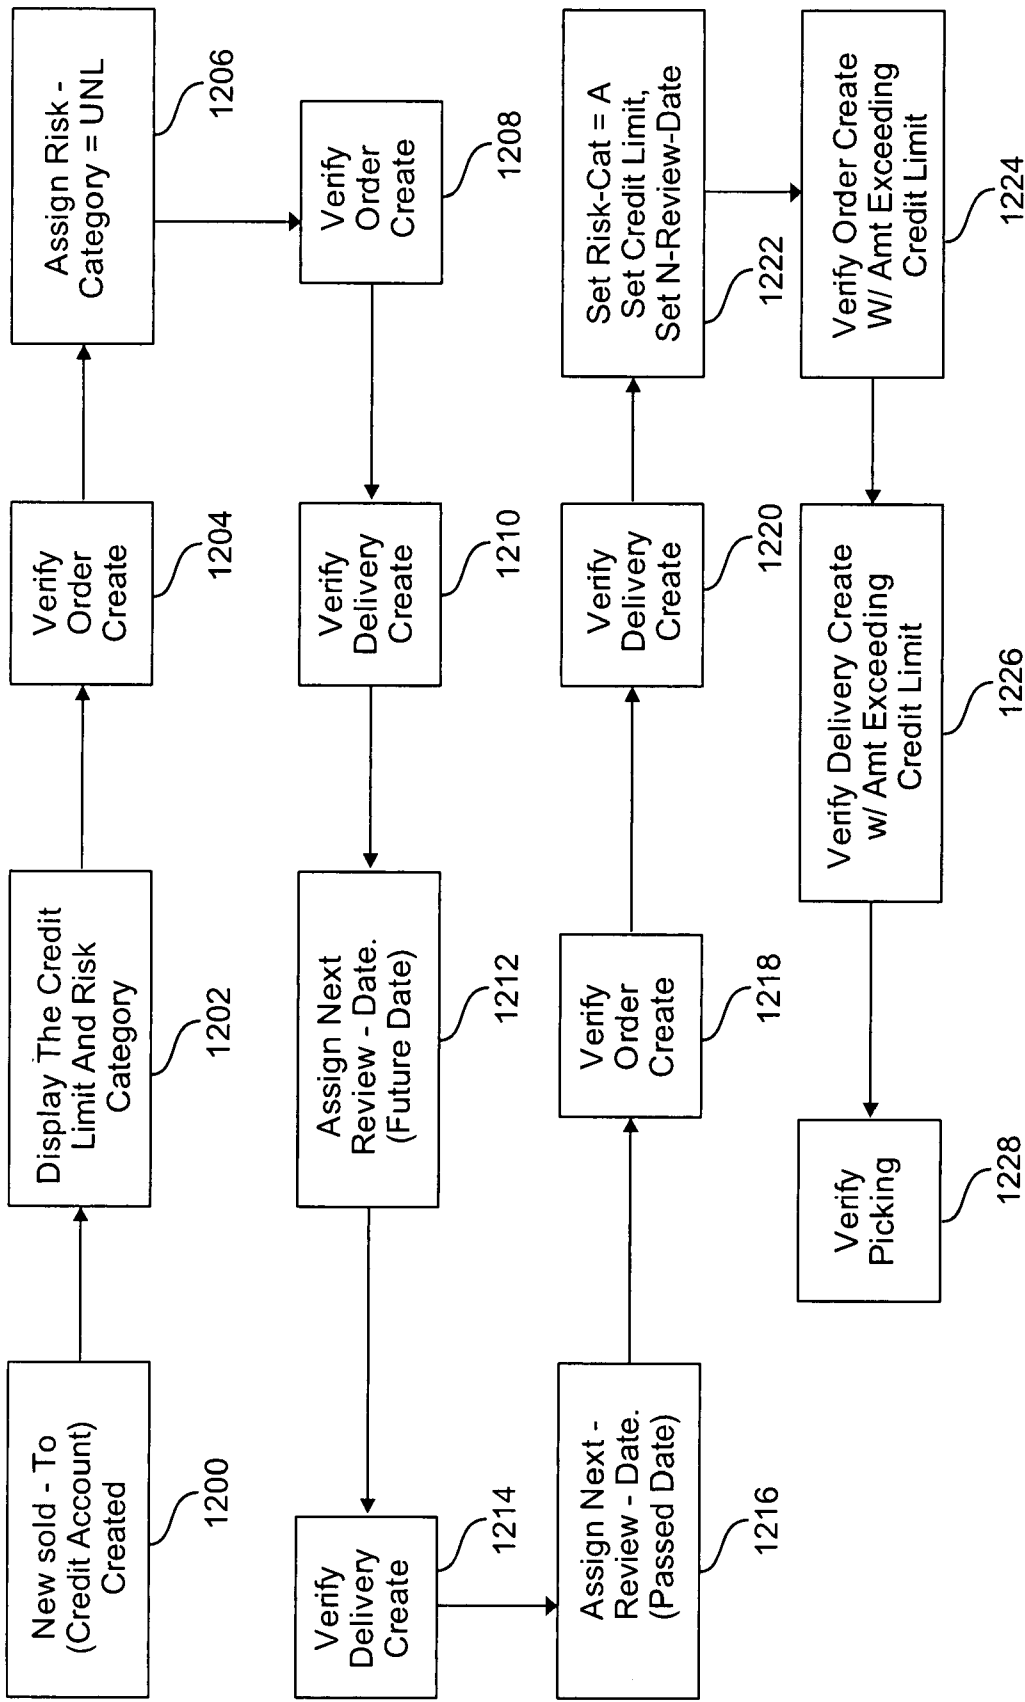 New sold - To
(Credit Account)
Created
1200
Display The Credit
Limit And Risk
Category
1202
Verify
Order
Create
1204
Assign Risk -
Category = UNL
1206
Verify
Order
Create
1208
Verify
Delivery
Create
1210
Assign Next
Review - Date.
(Future Date)
1212
Verify
Delivery
Create
1214
Assign Next -
Review - Date.
(Passed Date)
1216
Verify
Order
Create
1218
Verify
Delivery
Create
1220
Set Risk-Cat = A
Set Credit Limit,
Set N-Review-Date
1222
Verify Order Create
W/ Amt Exceeding
Credit Limit
1224
Verify Delivery Create
w/ Amt Exceeding
Credit Limit
1226
Verify
Picking
1228